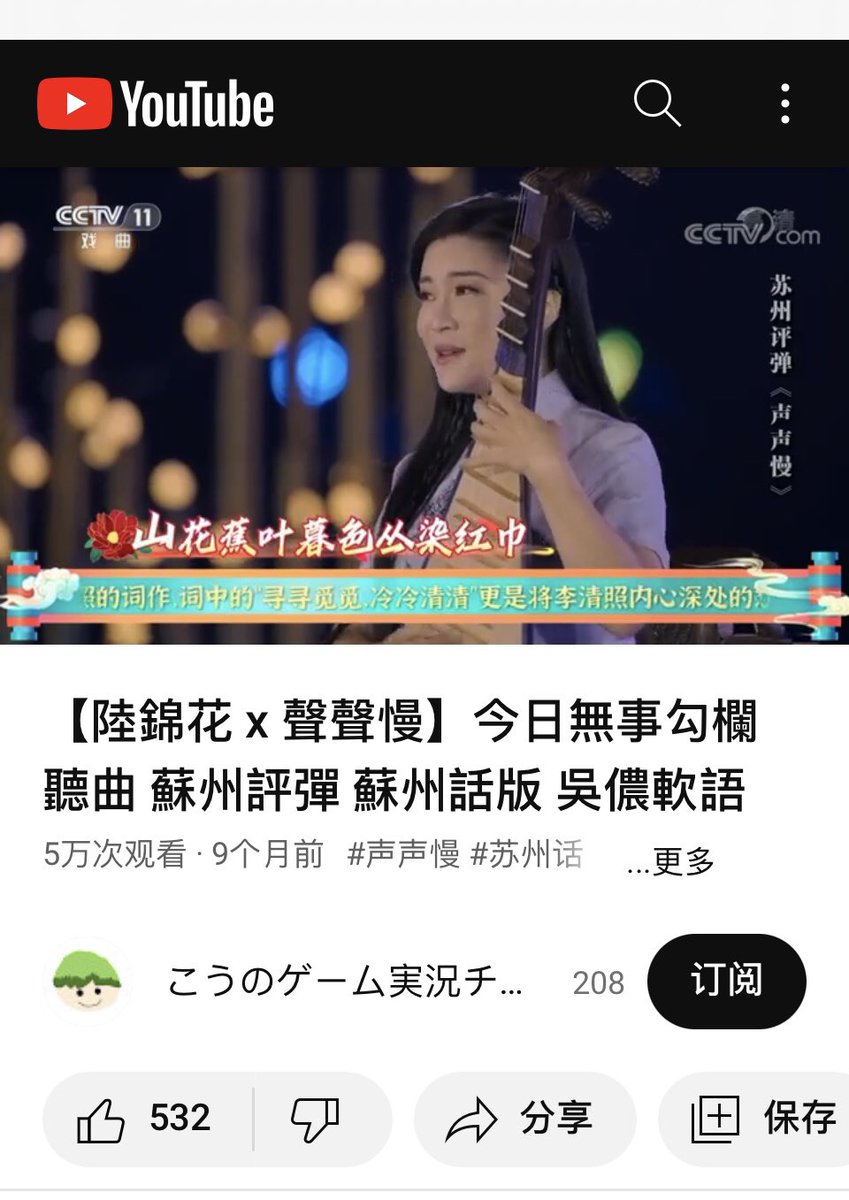 YouTube
CCTV 11
戏曲
CCTV com
苏州评弹《声声慢》
山花蕉叶暮色丛染红巾
的词作.词中的"寻寻觅觅.冷冷清清"更是将李清照内心深处的
【陸錦花 x 聲聲慢】今日無事勾欄
聽曲 蘇州評彈 蘇州話版 吳儂軟語
5万次观看 · 9个月前 #声声慢 #苏州话 ...更多
こうのゲーム実況チ... 208 订阅
532 分享 保存